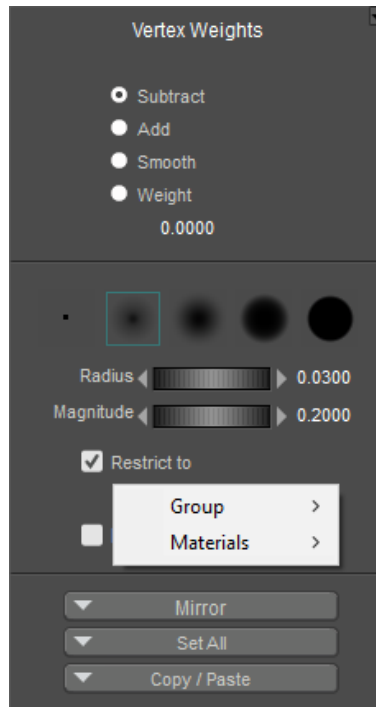 Vertex Weights
Subtract
Add
Smooth
Weight
0.0000
Radius 0.0300
Magnitude 0.2000
Restrict to
Group
Materials
Mirror
Set All
Copy / Paste